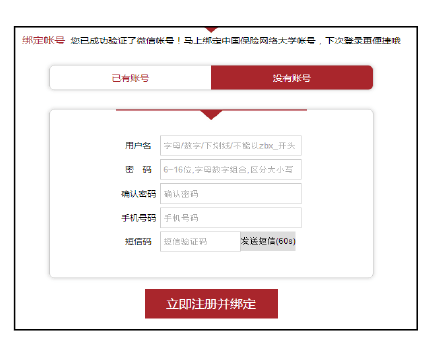 绑定帐号 您已成功验证了微信帐号！马上绑定中国保险网络大学帐号，下次登录更便捷哦
已有账号 没有账号
用户名 字母/数字/下划线/不能以zbx_开头
密 码 6-16位,字母数字组合,区分大小写
确认密码 确认密码
手机号码 手机号码
短信码 短信验证码 发送短信(60s)
立即注册并绑定